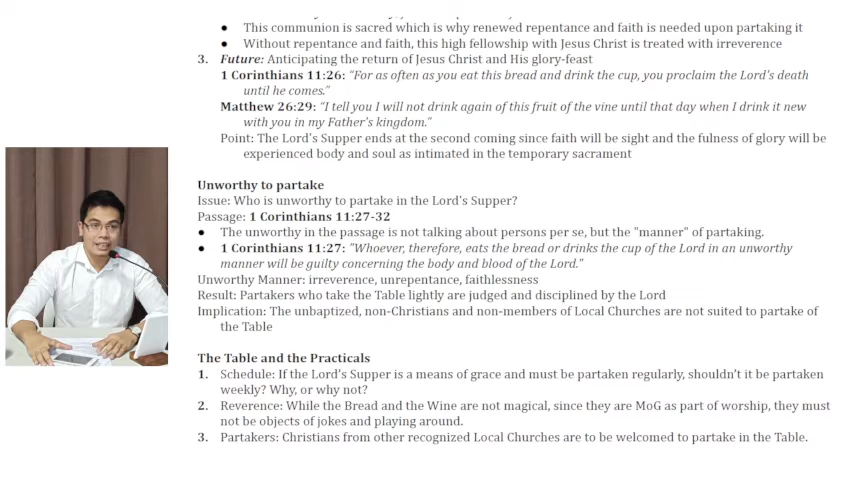 ● This communion is sacred which is why renewed repentance and faith is needed upon partaking it
● Without repentance and faith, this high fellowship with Jesus Christ is treated with irreverence
3. Future: Anticipating the return of Jesus Christ and His glory-feast
1 Corinthians 11:26: "For as often as you eat this bread and drink the cup, you proclaim the Lord's death
until he comes."
Matthew 26:29: "I tell you I will not drink again of this fruit of the vine until that day when I drink it new
with you in my Father's kingdom."
Point: The Lord's Supper ends at the second coming since faith will be sight and the fulness of glory will be
experienced body and soul as intimated in the temporary sacrament
Unworthy to partake
Issue: Who is unworthy to partake in the Lord's Supper?
Passage: 1 Corinthians 11:27-32
● The unworthy in the passage is not talking about persons per se, but the "manner" of partaking.
● 1 Corinthians 11:27: "Whoever, therefore, eats the bread or drinks the cup of the Lord in an unworthy
manner will be guilty concerning the body and blood of the Lord."
Unworthy Manner: irreverence, unrepentance, faithlessness
Result: Partakers who take the Table lightly are judged and disciplined by the Lord
Implication: The unbaptized, non-Christians and non-members of Local Churches are not suited to partake of
the Table
The Table and the Practicals
1. Schedule: If the Lord's Supper is a means of grace and must be partaken regularly, shouldn't it be partaken
weekly? Why, or why not?
2. Reverence: While the Bread and the Wine are not magical, since they are MoG as part of worship, they must
not be objects of jokes and playing around.
3. Partakers: Christians from other recognized Local Churches are to be welcomed to partake in the Table.